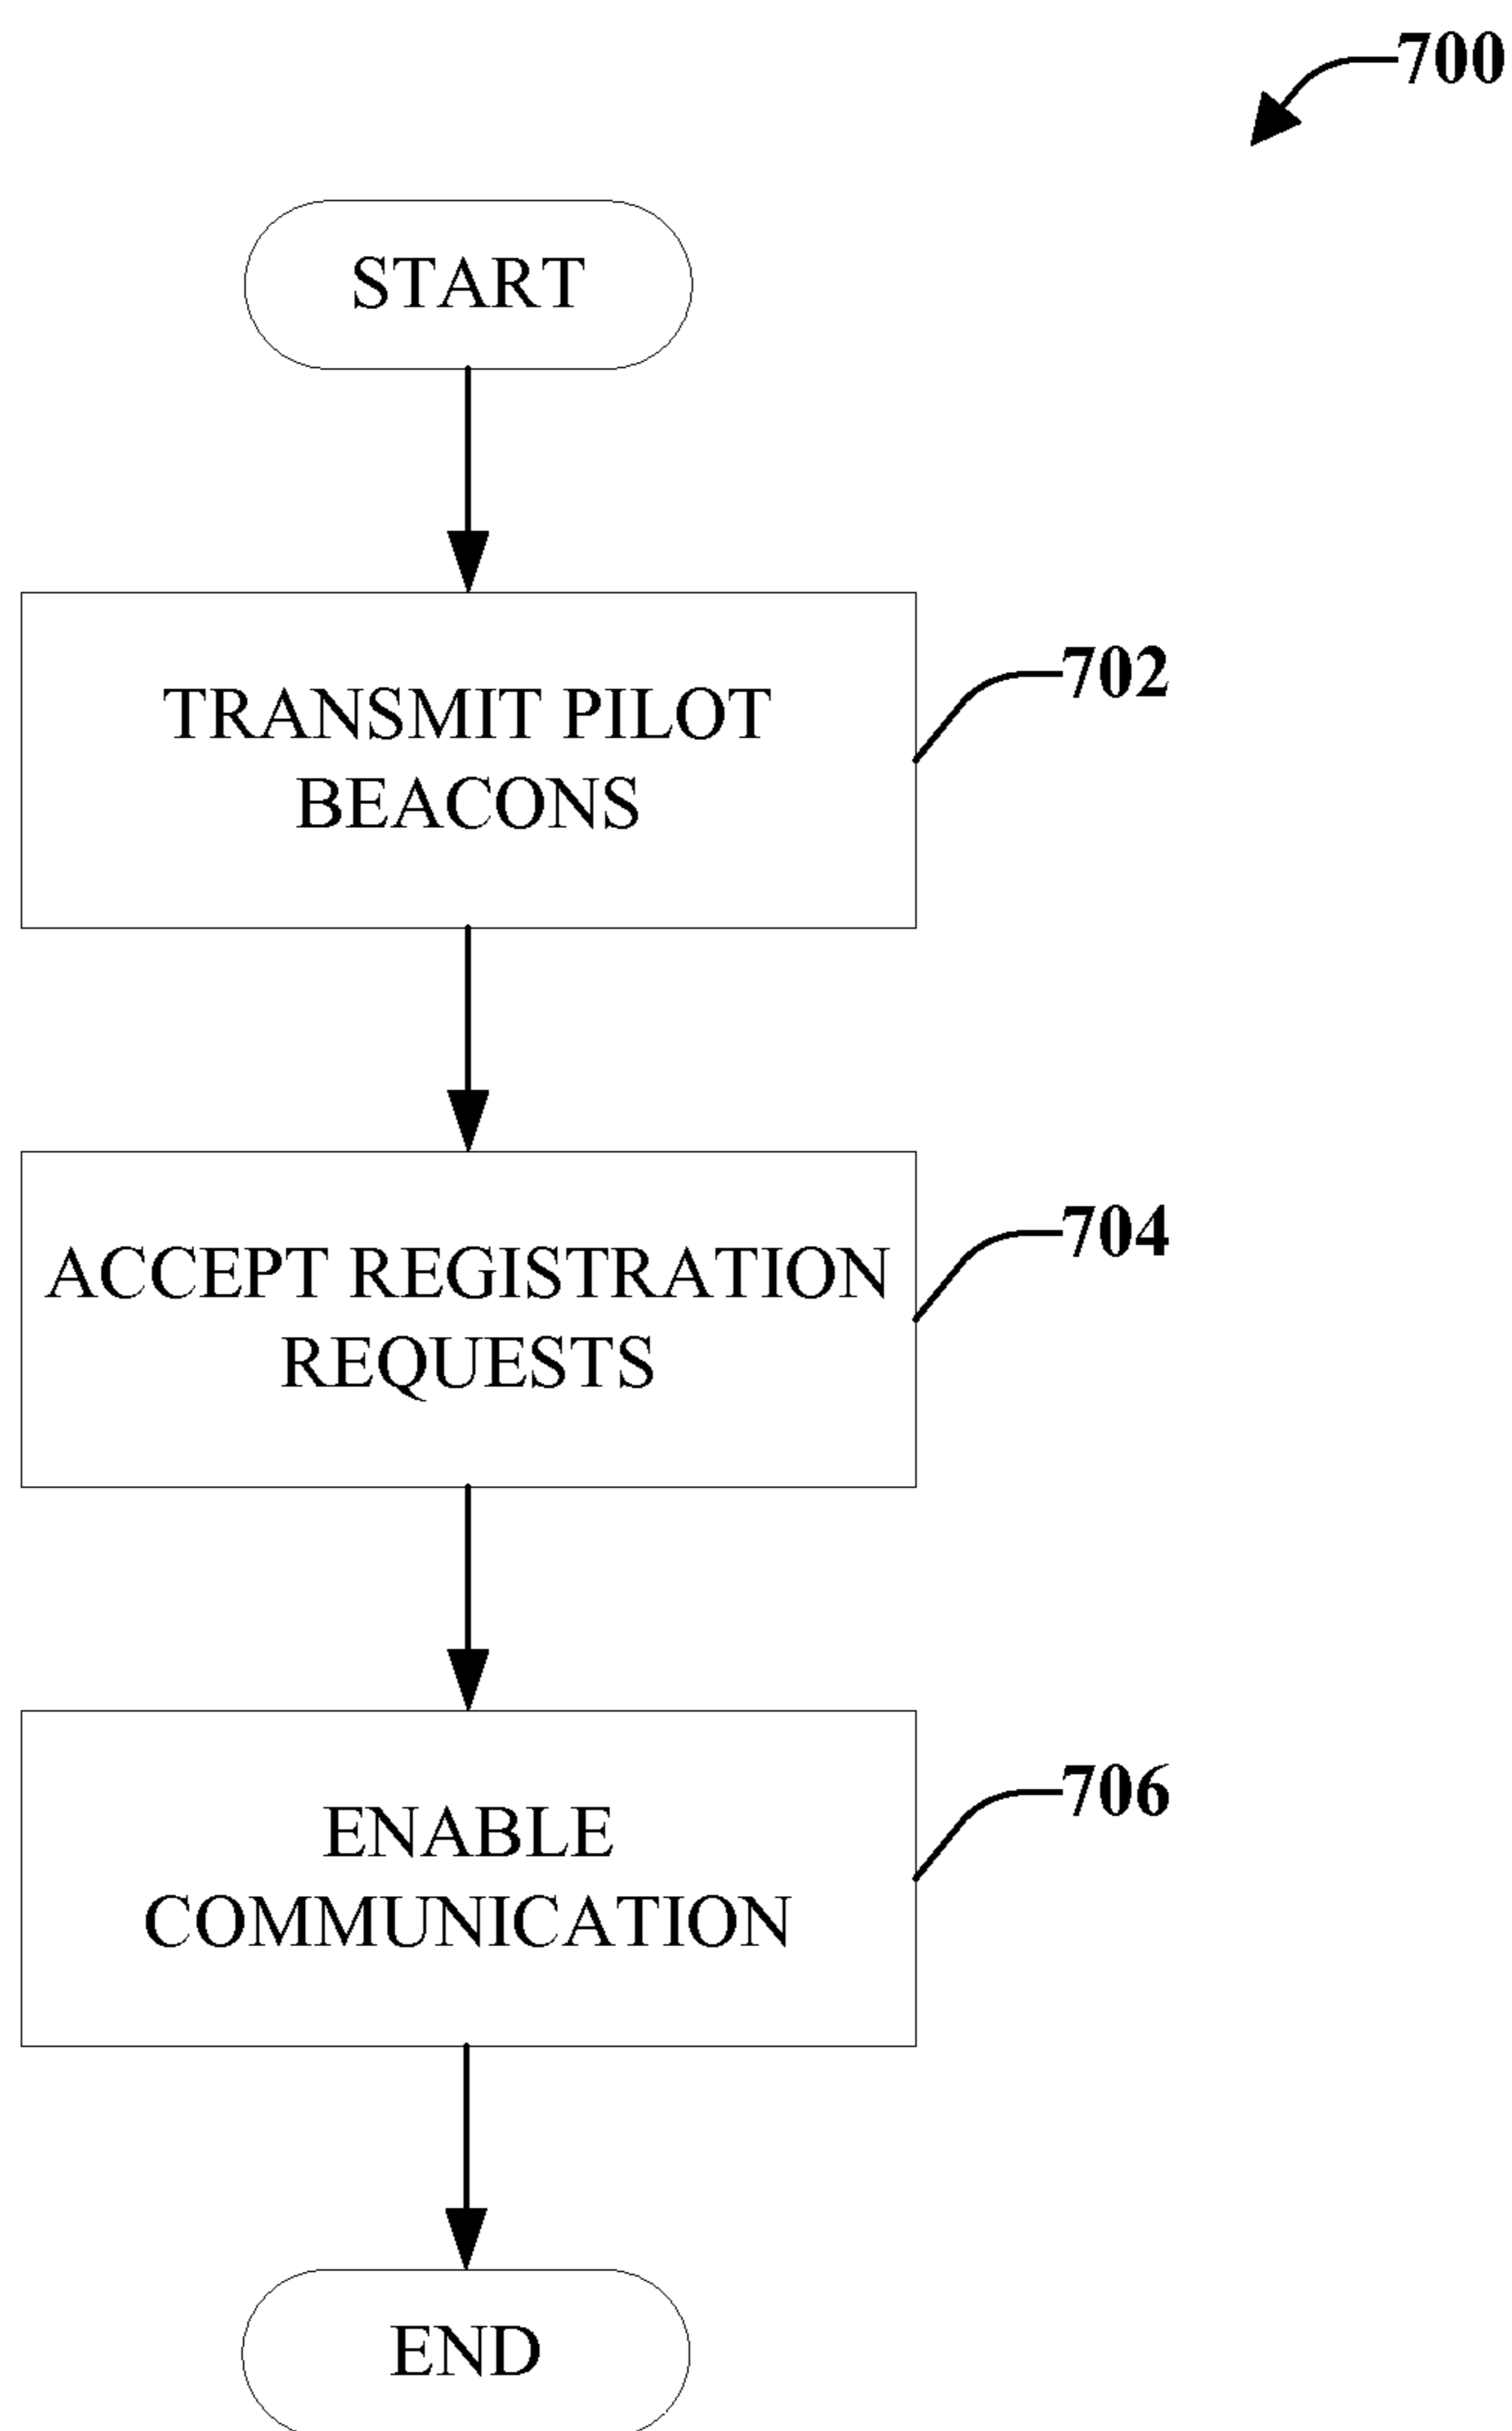 700
START
TRANSMIT PILOT
BEACONS
702
ACCEPT REGISTRATION
REQUESTS
704
ENABLE
COMMUNICATION
706
END